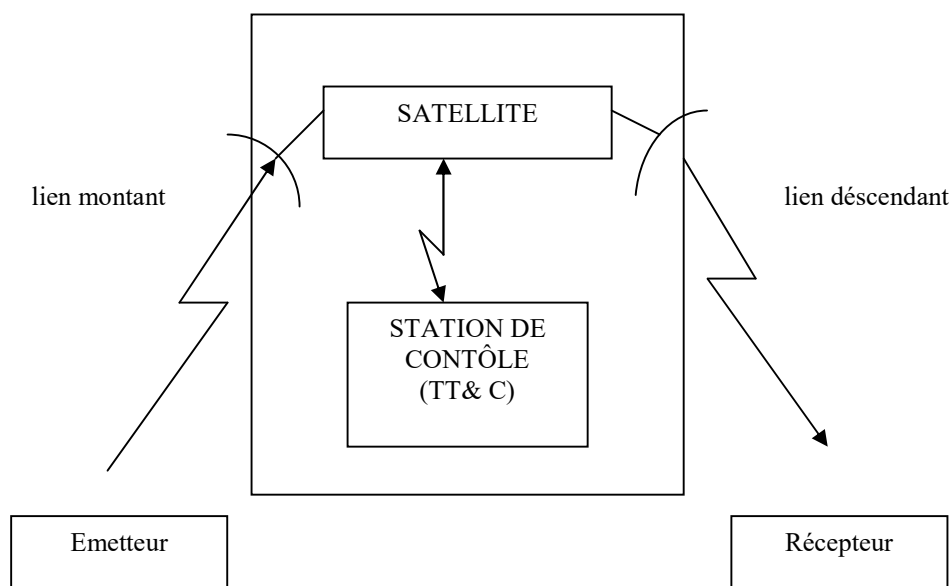 SATELLITE
lien montant
lien déscendant
STATION DE
CONTÔLE
(TT& C)
Emetteur
Récepteur